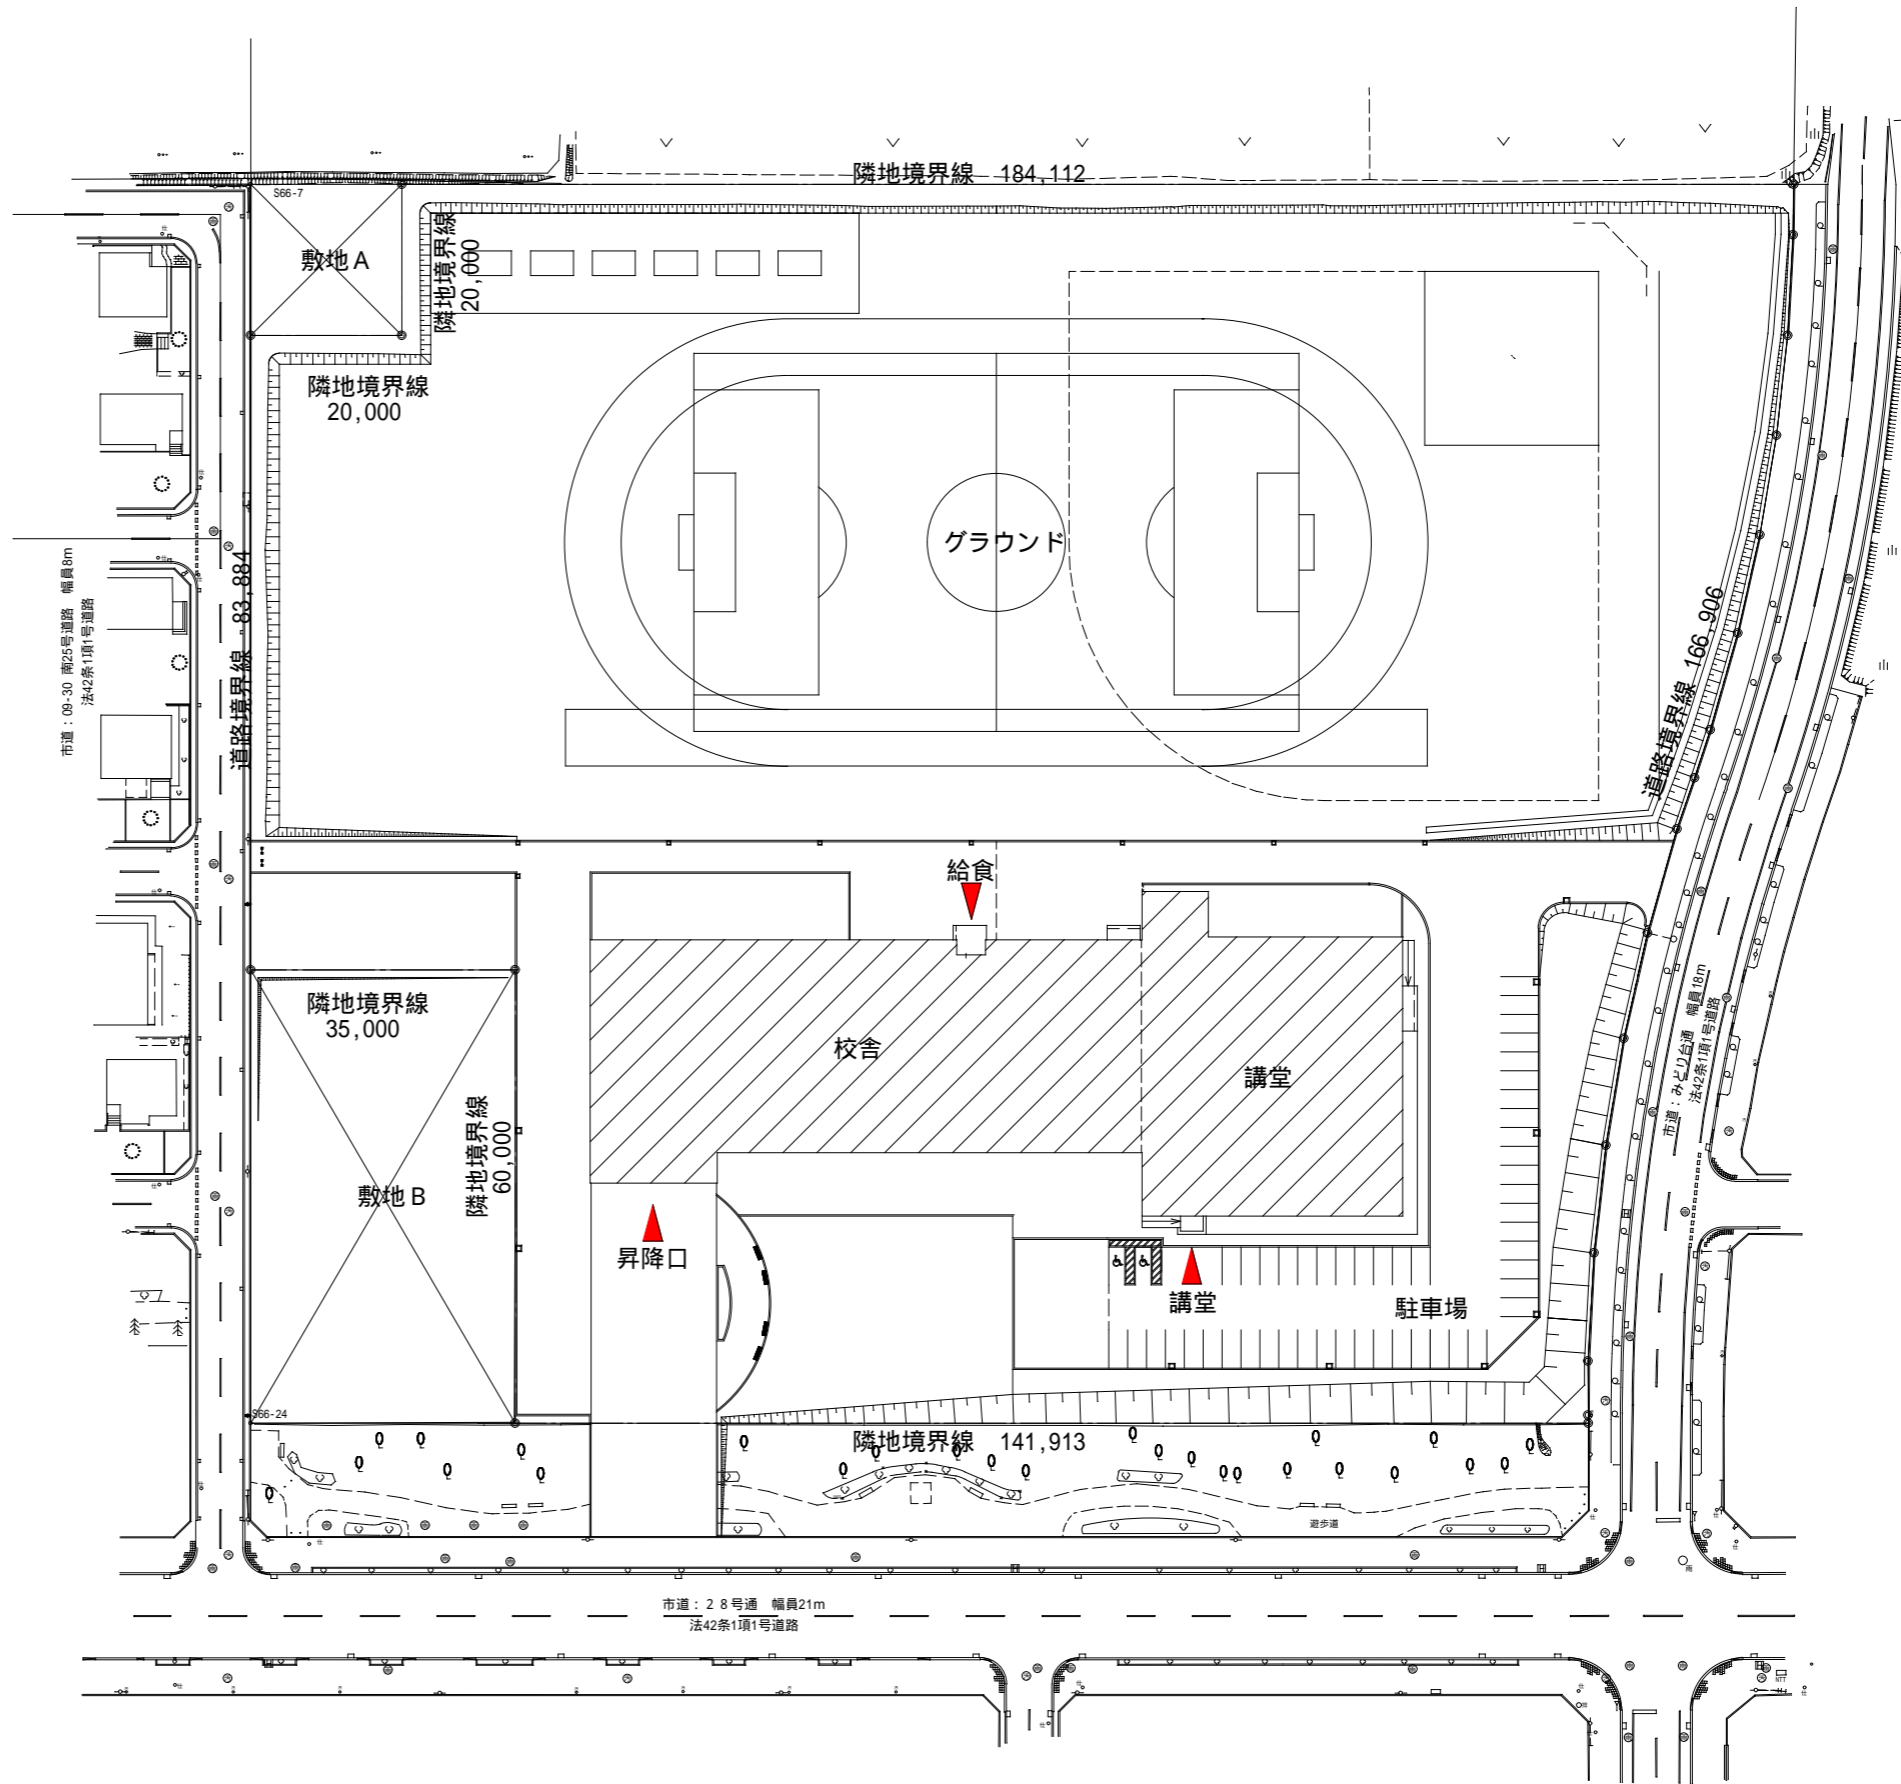 隣地境界線　184,112
S66-7
敷地Ａ
隣地境界線
20,000
隣地境界線
20,000
グラウンド
市道：09-30 南25号道路　幅員8m
法42条1項1号道路
道路境界線　83,884
道路境界線 166,906
給食
隣地境界線
35,000
校舎
講堂
市道：みどり台通　幅員18m
法42条1項1号道路
隣地境界線
60,000
敷地Ｂ
昇降口
講堂
駐車場
S66-24
隣地境界線　141,913
遊歩道
市道：２８号通　幅員21m
法42条1項1号道路
NTT